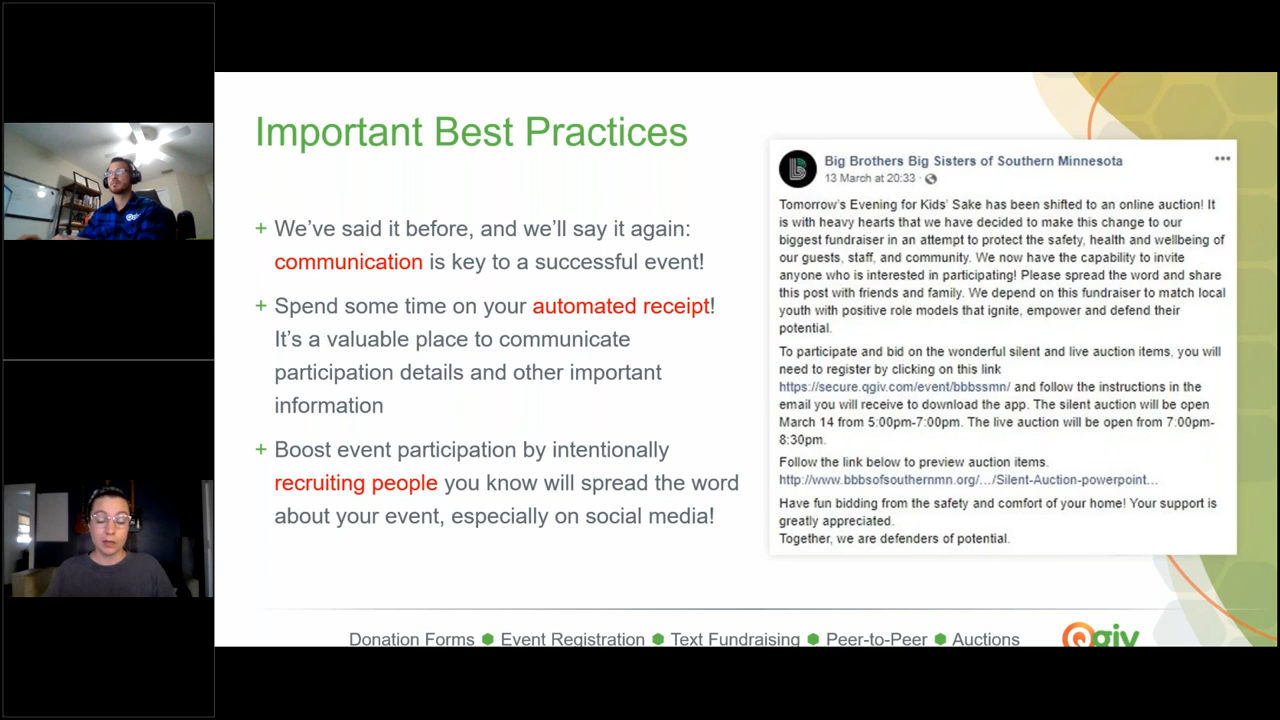 Important Best Practices
+ We've said it before, and we'll say it again:
communication is key to a successful event!
+ Spend some time on your automated receipt!
It's a valuable place to communicate
participation details and other important
information
+ Boost event participation by intentionally
recruiting people you know will spread the word
about your event, especially on social media!
Big Brothers Big Sisters of Southern Minnesota
13 March at 20:33 ·
Tomorrow's Evening for Kids' Sake has been shifted to an online auction! It
is with heavy hearts that we have decided to make this change to our
biggest fundraiser in an attempt to protect the safety, health and wellbeing of
our guests, staff, and community. We now have the capability to invite
anyone who is interested in participating! Please spread the word and share
this post with friends and family. We depend on this fundraiser to match local
youth with positive role models that ignite, empower and defend their
potential.
To participate and bid on the wonderful silent and live auction items, you will
need to register by clicking on this link
https://secure.qgiv.com/event/bbbssmn/ and follow the instructions in the
email you will receive to download the app. The silent auction will be open
March 14 from 5:00pm-7:00pm. The live auction will be open from 7:00pm-
8:30pm.
Follow the link below to preview auction items.
http://www.bbbsofsouthernmn.org/.../Silent-Auction-powerpoint...
Have fun bidding from the safety and comfort of your home! Your support is
greatly appreciated.
Together, we are defenders of potential.
Donation Forms Event Registration Text Fundraising Peer-to-Peer Auctions
Qgiv